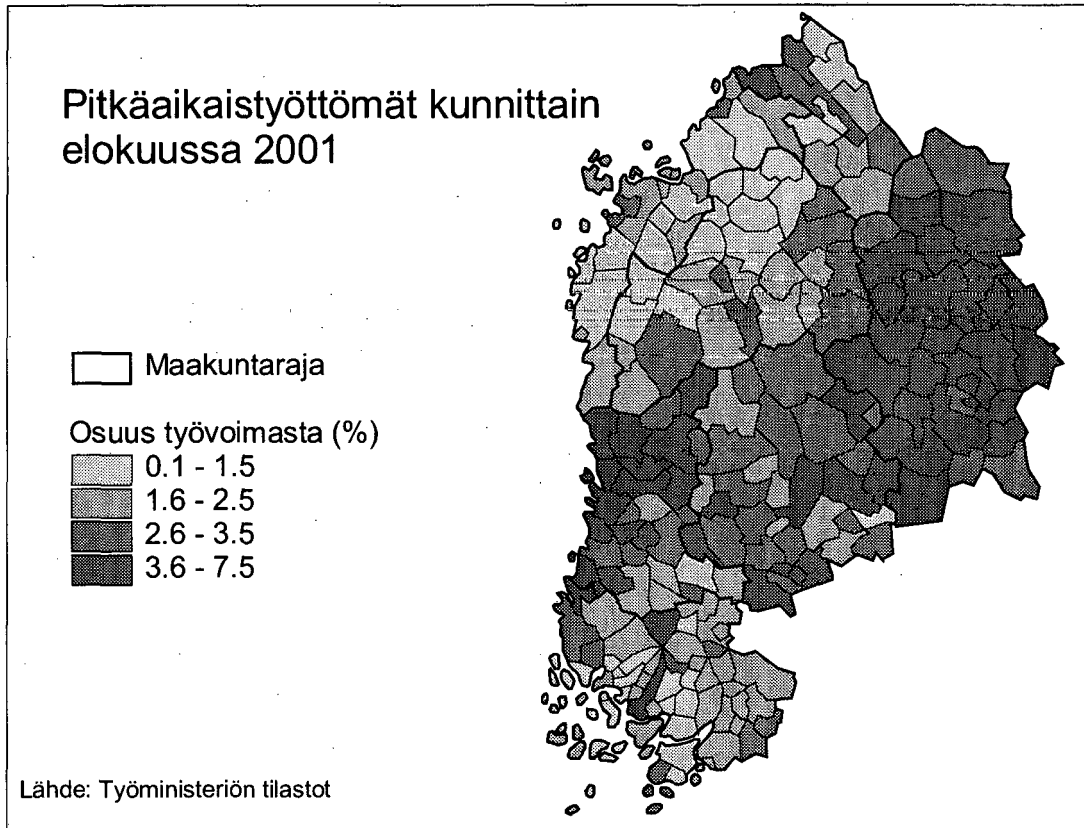 Pitkäaikaistyöttömät kunnittain
elokuussa 2001
Maakuntaraja
Osuus työvoimasta (%)
0.1 - 1.5
1.6 - 2.5
2.6 - 3.5
3.6 - 7.5
Lähde: Työministeriön tilastot